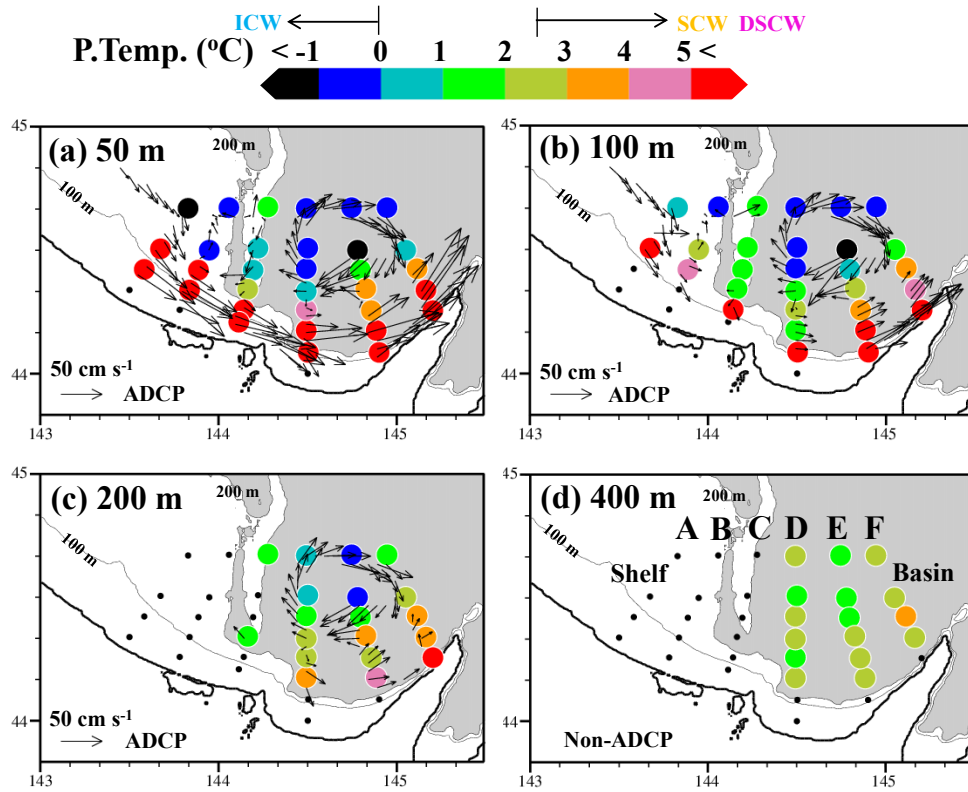 ICW SCW DSCW
P.Temp. (°C) < -1 0 1 2 3 4 5 <
45 45
(a) 50 m 200 m (b) 100 m 200 m
100 m 100 m
44 44
50 cm s⁻¹ 50 cm s⁻¹
ADCP ADCP
143 144 145 143 144 145
45 45
(c) 200 m 200 m (d) 400 m 200 m
A B C D E F
100 m 100 m
Shelf Basin
44 44
50 cm s⁻¹
ADCP Non-ADCP
143 144 145 143 144 145